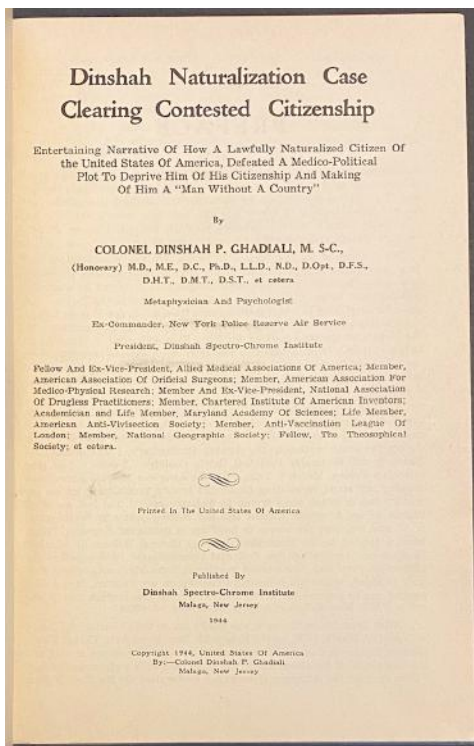 Dinshah Naturalization Case
Clearing Contested Citizenship
Entertaining Narrative Of How A Lawfully Naturalized Citizen Of
the United States Of America, Defeated A Medico-Political
Plot To Deprive Him Of His Citizenship And Making
Of Him A "Man Without A Country"
By
COLONEL DINSHAH P. GHADIALI, M. S-C.,
(Honorary) M.D., M.E., D.C., Ph.D., L.L.D., N.D., D.Opt., D.F.S.,
D.H.T., D.M.T., D.S.T., et cetera
Metaphysician And Psychologist
Ex-Commander, New York Police Reserve Air Service
President, Dinshah Spectro-Chrome Institute
Fellow And Ex-Vice-President, Allied Medical Associations Of America; Member,
American Association Of Orificial Surgeons; Member, American Association For
Medico-Physical Research; Member And Ex-Vice-President, National Association
Of Drugless Practitioners; Member, Chartered Institute Of American Inventors;
Academician and Life Member, Maryland Academy Of Sciences; Life Member,
American Anti-Vivisection Society; Member, Anti-Vaccination League Of
London; Member, National Geographic Society; Fellow, The Theosophical
Society; et cetera.
Printed In The United States Of America
Published By
Dinshah Spectro-Chrome Institute
Malaga, New Jersey
1944
Copyright 1944, United States Of America
By:—Colonel Dinshah P. Ghadiali
Malaga, New Jersey